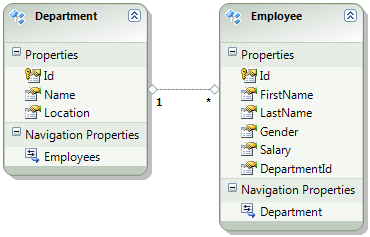 Department
Properties
Id
Name
Location
Navigation Properties
Employees
1
*
Employee
Properties
Id
FirstName
LastName
Gender
Salary
DepartmentId
Navigation Properties
Department